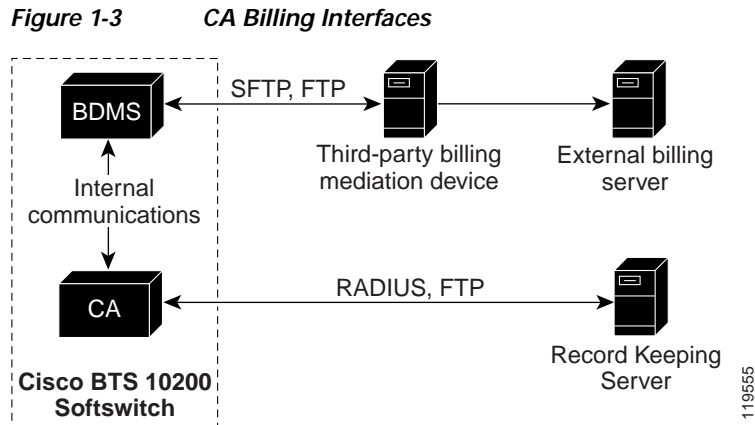 Figure 1-3 CA Billing Interfaces
BDMS
SFTP, FTP
Third-party billing
mediation device
External billing
server
Internal
communications
CA
RADIUS, FTP
Record Keeping
Server
Cisco BTS 10200
Softswitch
119555